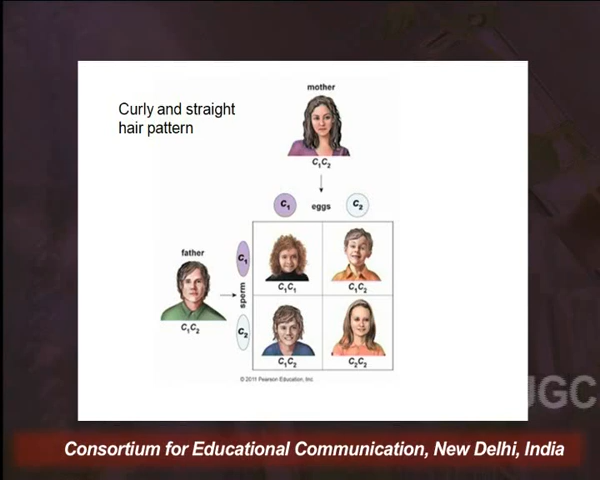 mother
Curly and straight
hair pattern
C₁C₂
C₁ eggs C₂
father
C₁
sperm
C₁C₁ C₁C₂
C₁C₂
C₂
C₁C₂ C₂C₂
© 2011 Pearson Education, Inc.
UGC
Consortium for Educational Communication, New Delhi, India